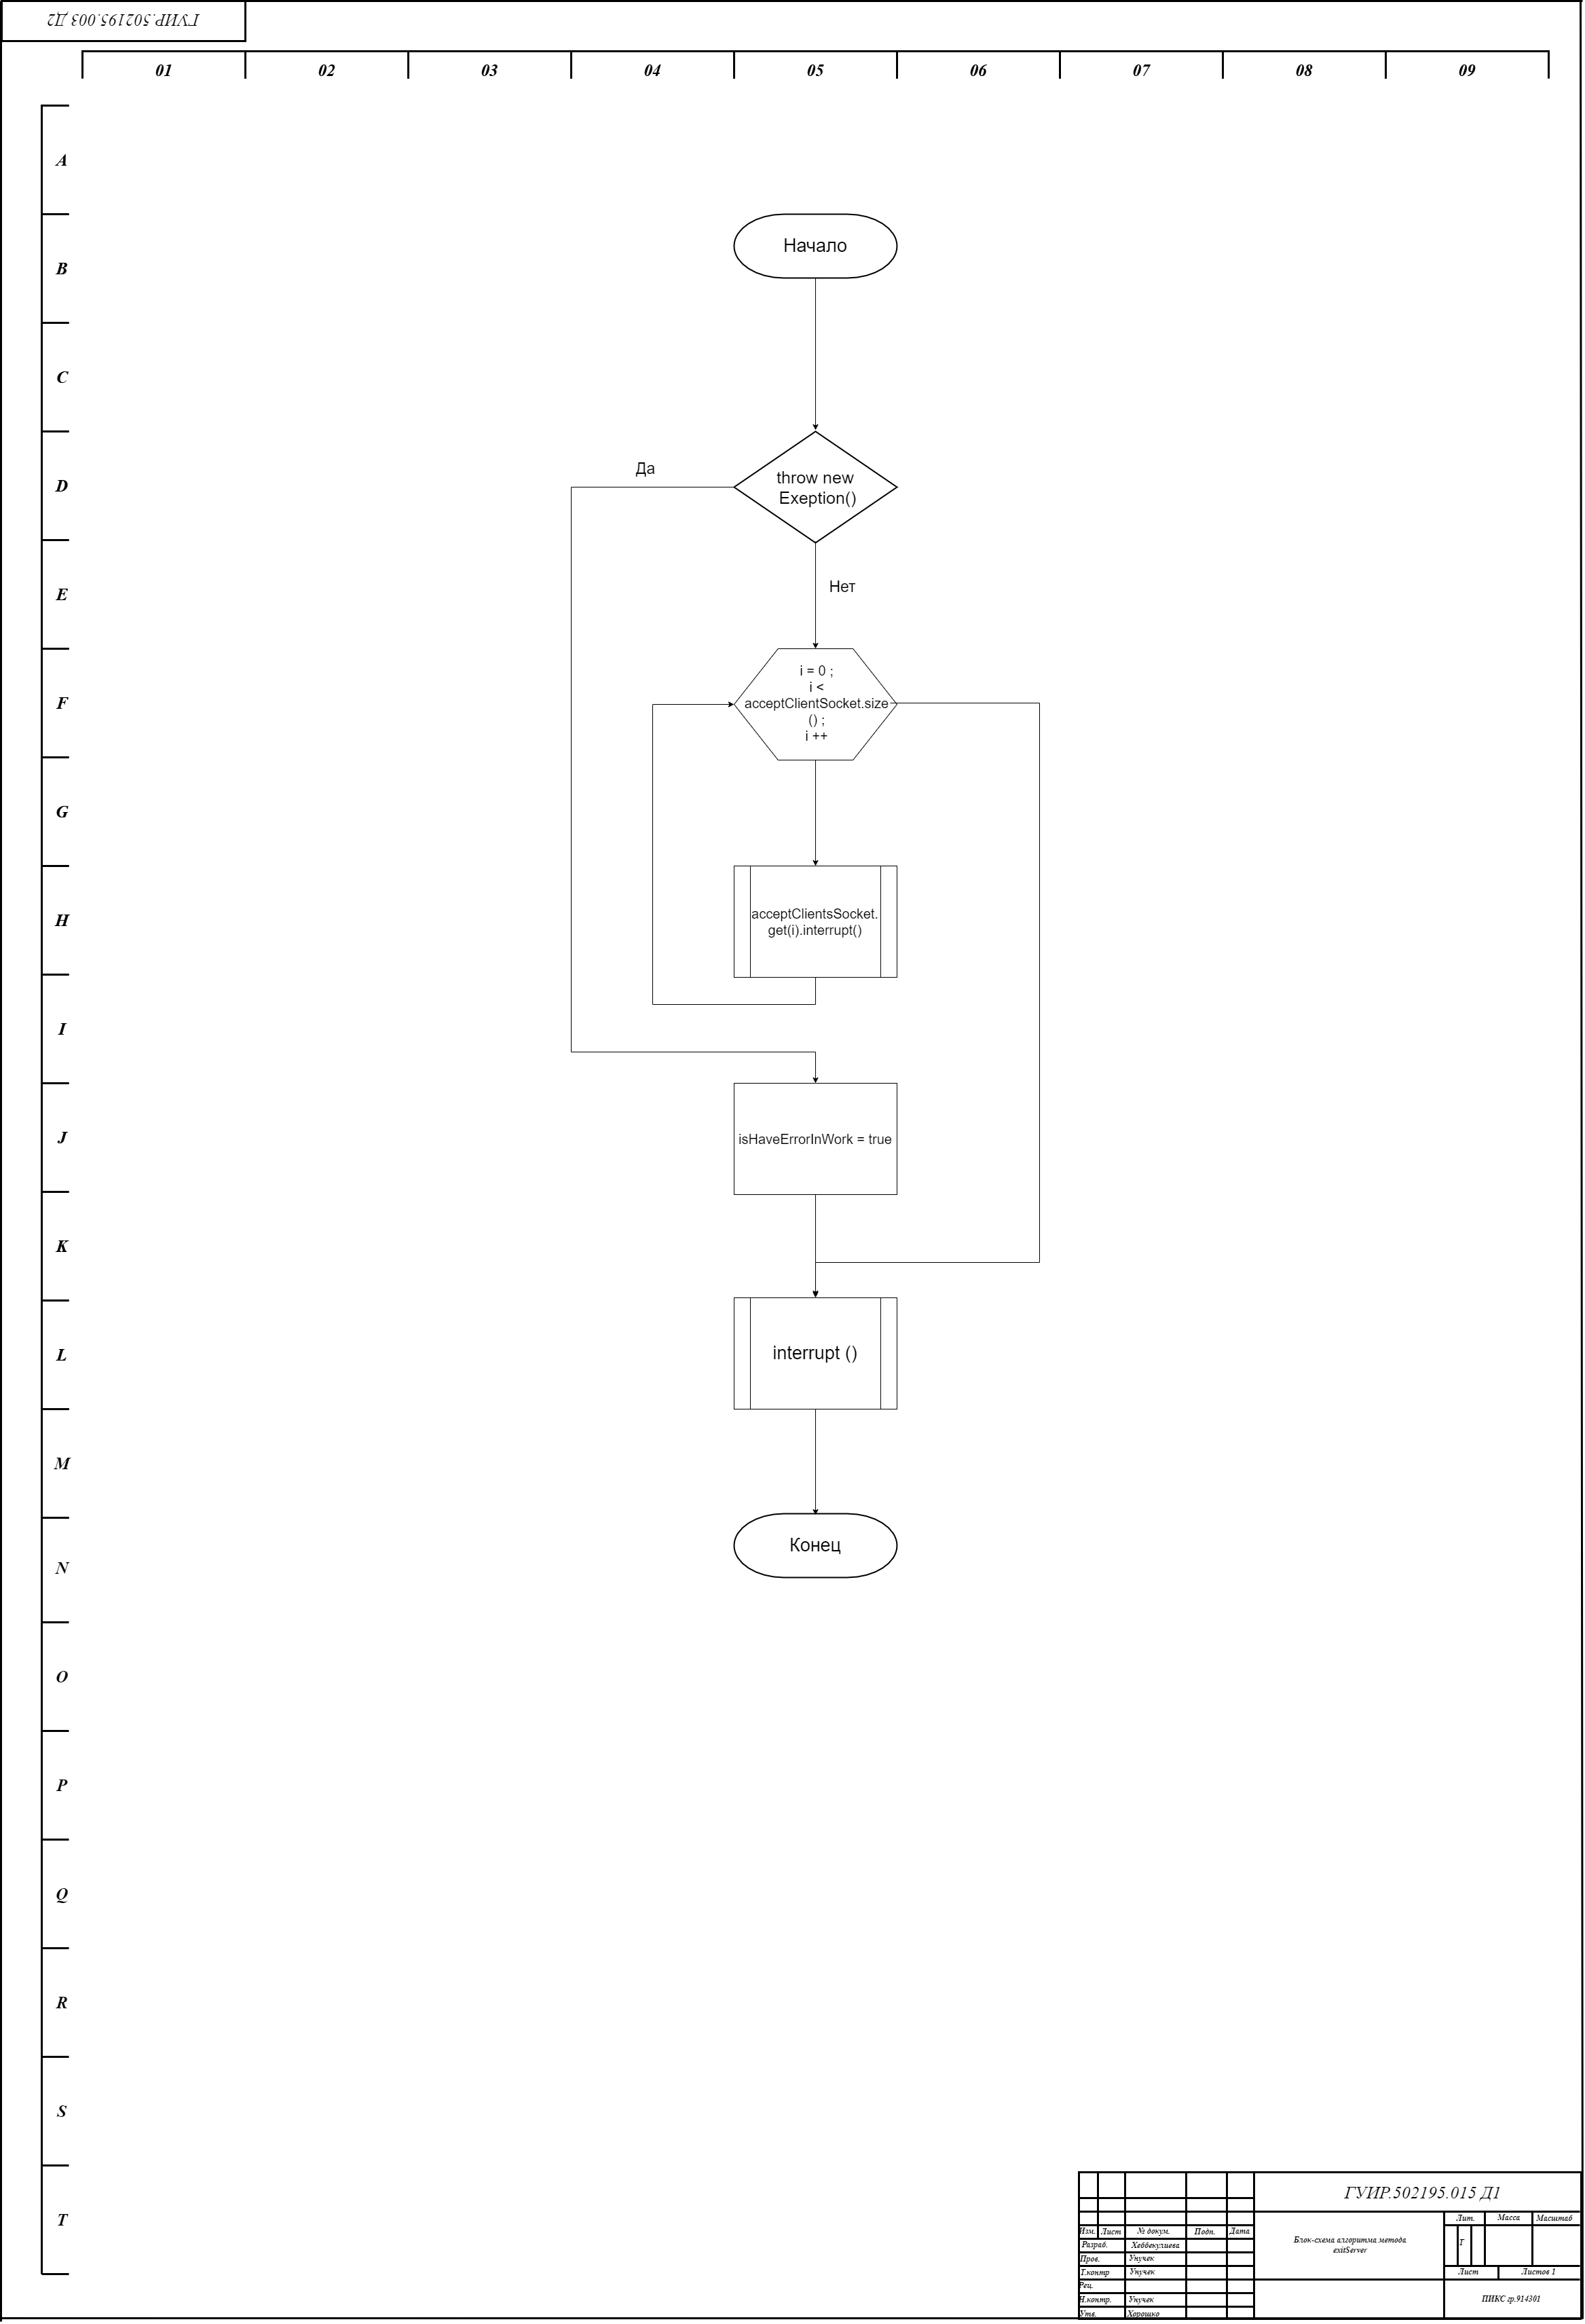 ГУИР.502195.003 Д2
01 02 03 04 05 06 07 08 09
A
B
C
D
E
F
G
H
I
J
K
L
M
N
O
P
Q
R
S
T
Начало
throw new
Exeption()
Да
Нет
i = 0 ;
i <
acceptClientSocket.size
() ;
i ++
acceptClientsSocket.
get(i).interrupt()
isHaveErrorInWork = true
interrupt ()
Конец
ГУИР.502195.015 Д1
Изм. Лист № докум. Подп. Дата
Разраб. Хеббекулиева
Пров. Унучек
Т.контр Унучек
Рец.
Н.контр. Унучек
Утв. Хорошко
Блок-схема алгоритма метода
exitServer
Лит. Масса Масштаб
Т
Лист Листов 1
ПИКС гр.914301